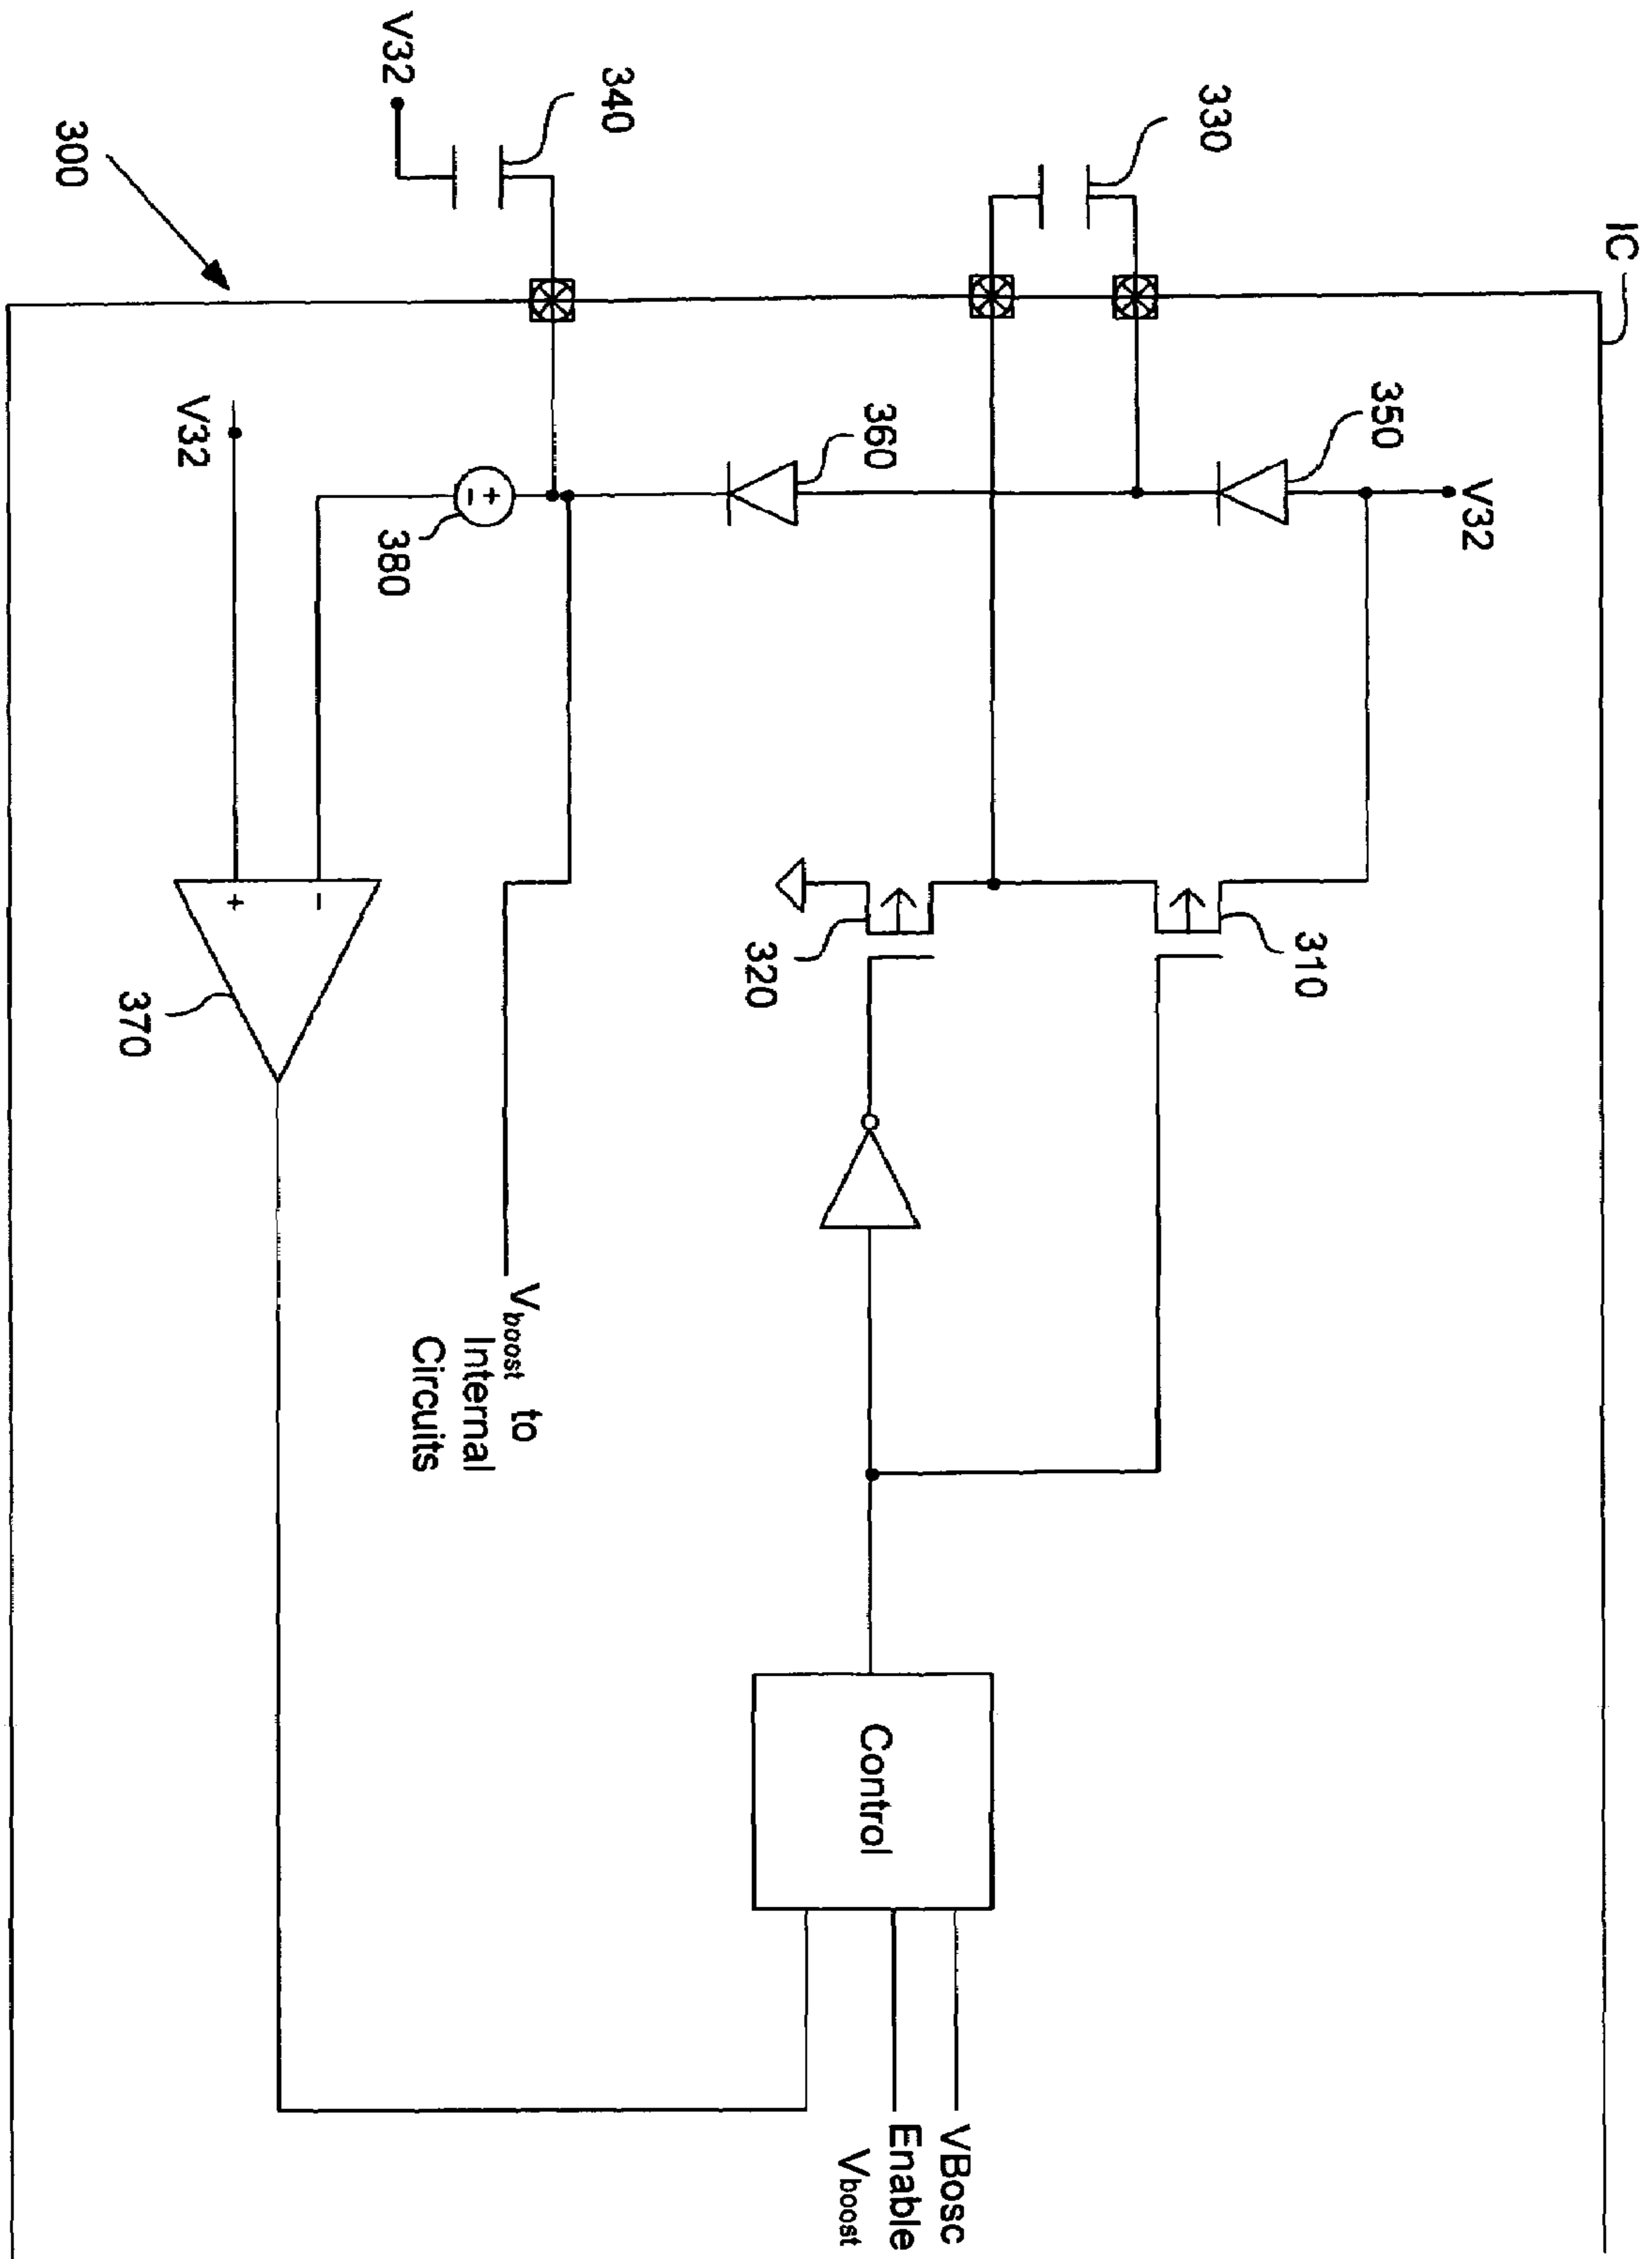 IC
V32
350
310
330
360
320
340
V32
380
V32
370
300
Control
VBosc
Enable
Vboost
Vboost to
Internal
Circuits
+
-
+
-